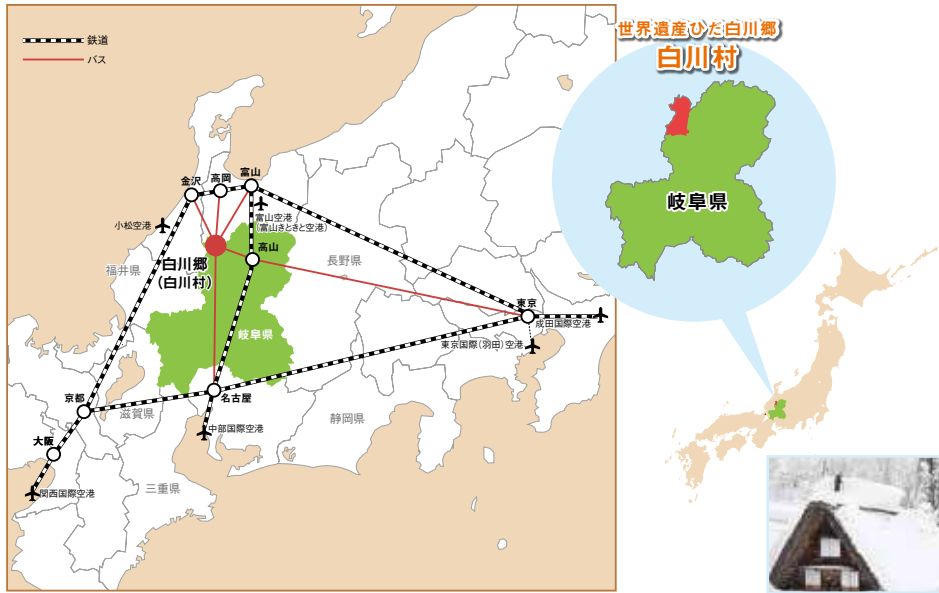 鉄道
バス
世界遺産ひだ白川郷
白川村
岐阜県
金沢
高岡
富山
小松空港
富山空港
(富山きときと空港)
高山
白川郷
(白川村)
福井県
長野県
岐阜県
東京
成田国際空港
東京国際(羽田)空港
京都
滋賀県
名古屋
静岡県
中部国際空港
大阪
関西国際空港
三重県